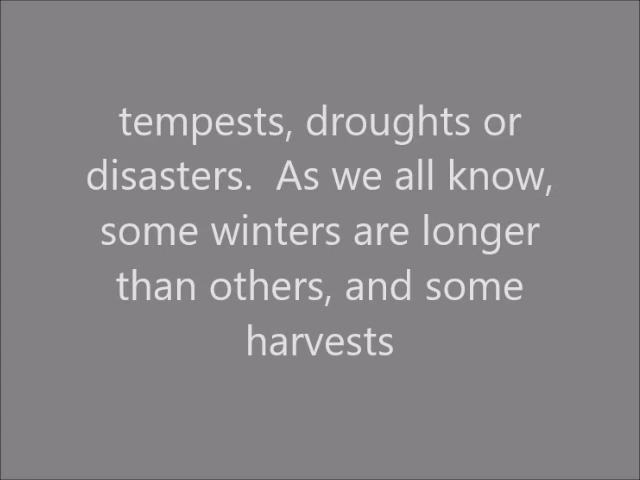 tempests, droughts or
disasters.  As we all know,
some winters are longer
than others, and some
harvests